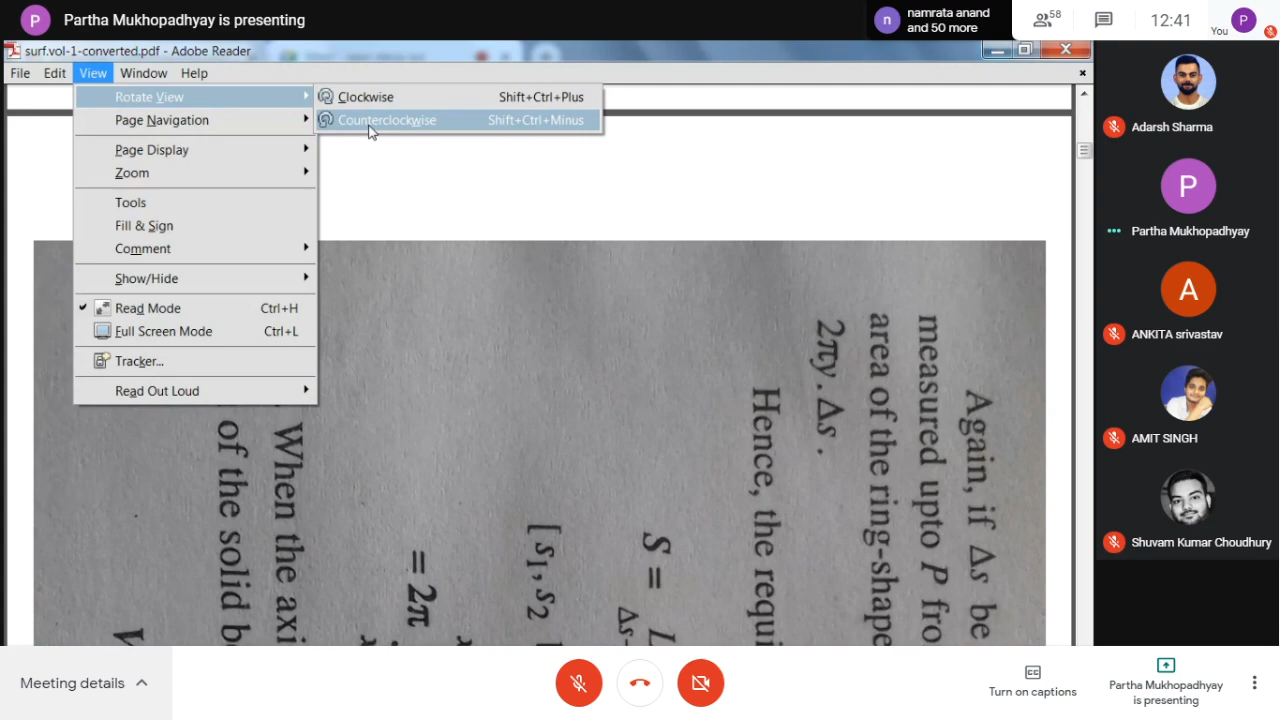 P Partha Mukhopadhyay is presenting
n namrata anand
and 50 more
58
12:41
You P
surf.vol-1-converted.pdf - Adobe Reader
File Edit View Window Help
Rotate View
Page Navigation
Page Display
Zoom
Tools
Fill & Sign
Comment
Show/Hide
Read Mode Ctrl+H
Full Screen Mode Ctrl+L
Tracker...
Read Out Loud
Clockwise Shift+Ctrl+Plus
Counterclockwise Shift+Ctrl+Minus
Again, if Δs be
measured upto P fro
area of the ring-shape
2πy . Δs .
Hence, the requi
S = L
Δs
[ s₁ , s₂
= 2π
When the axi
of the solid b
V
Adarsh Sharma
P
Partha Mukhopadhyay
A
ANKITA srivastav
AMIT SINGH
Shuvam Kumar Choudhury
Meeting details
CC
Turn on captions
Partha Mukhopadhyay
is presenting